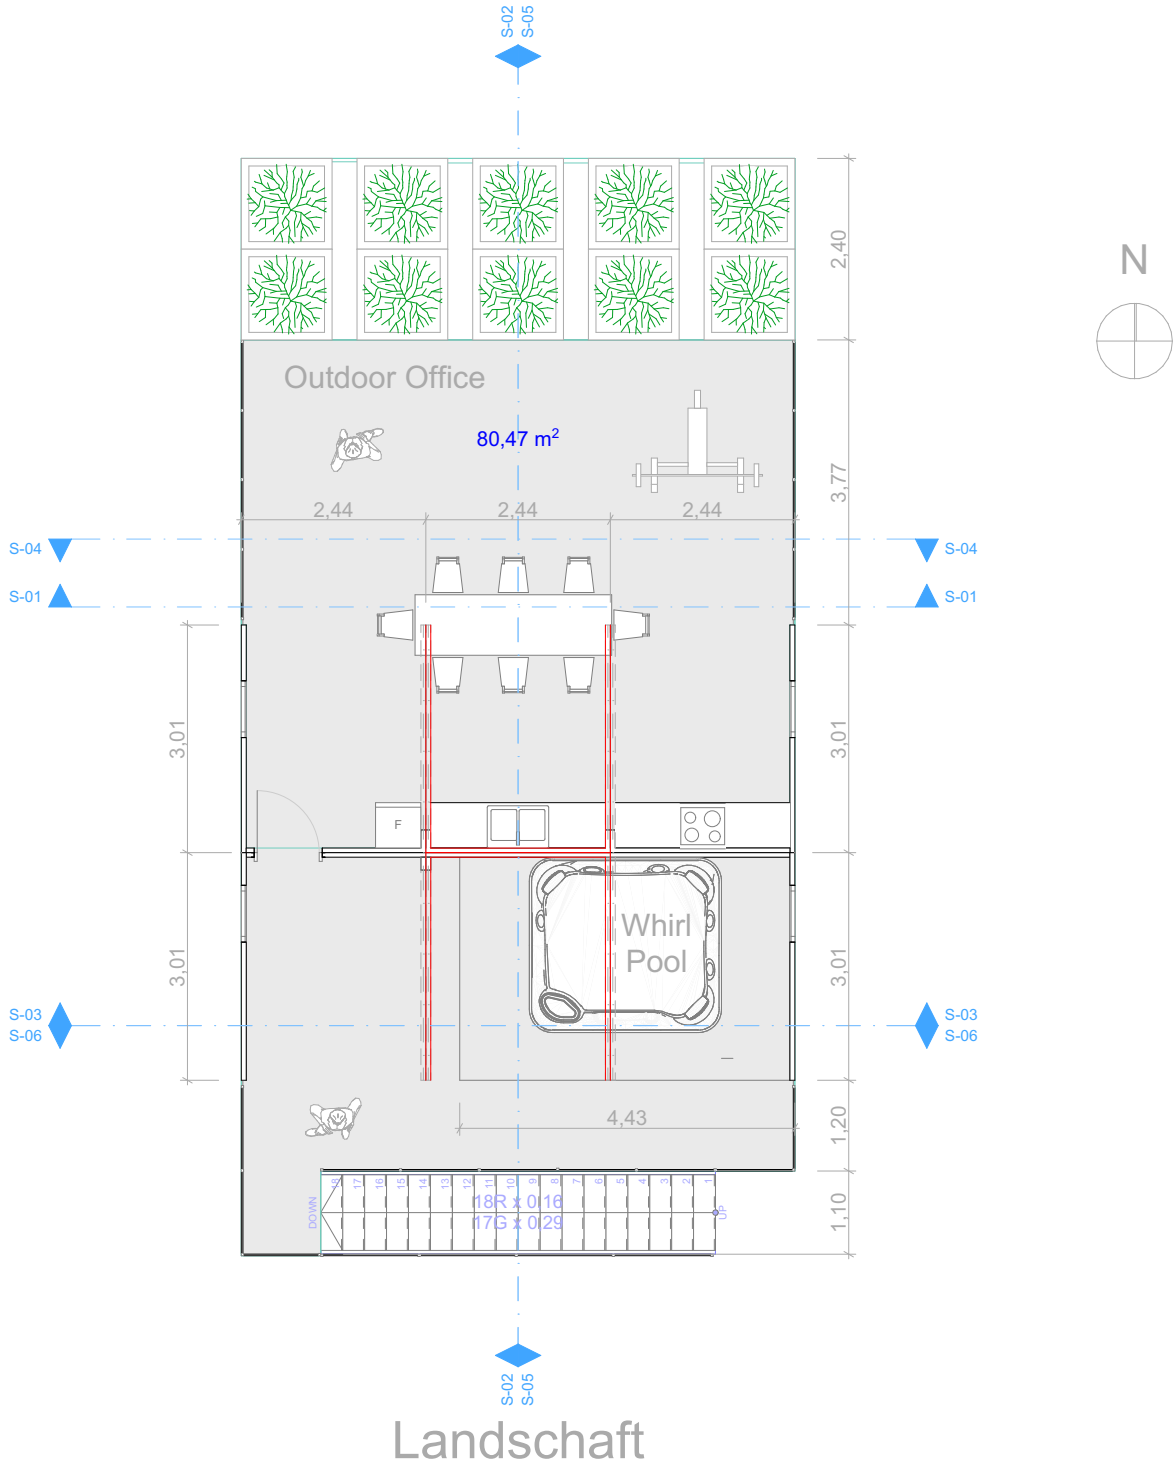 S-02
S-05
2,40
N
Outdoor Office
80,47 m²
3,77
2,44
2,44
2,44
S-04
S-04
S-01
S-01
3,01
3,01
F
Whirl
Pool
3,01
3,01
S-03
S-06
S-03
S-06
4,43
1,20
18
17
16
15
14
13
12
11
10
9
8
7
6
5
4
3
2
1
DOWN
18R x 0,16
17G x 0,29
UP
1,10
S-02
S-05
Landschaft